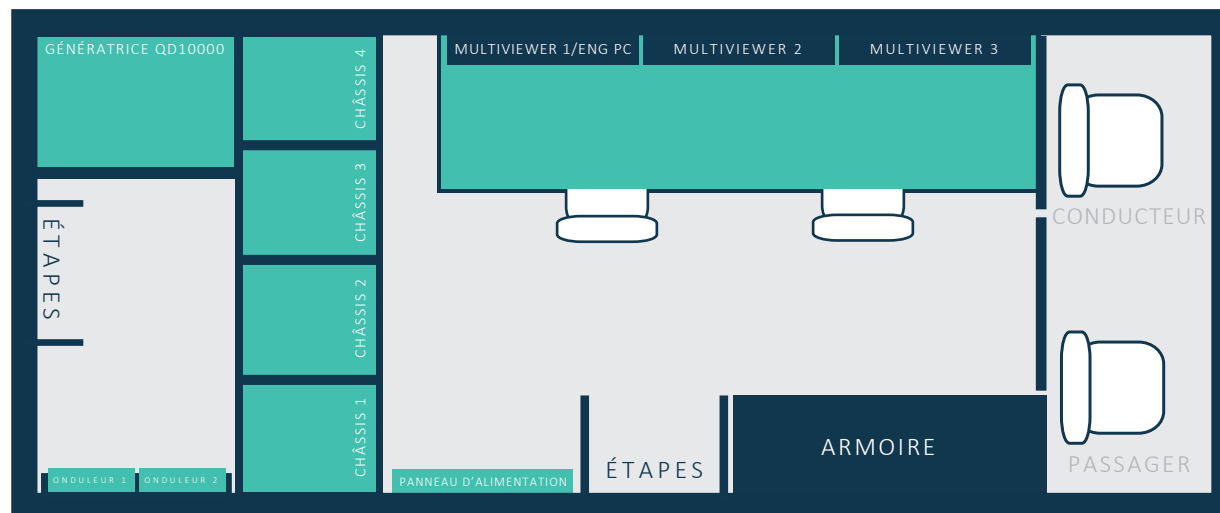 GÉNÉRATRICE QD10000
CHÂSSIS 4
MULTIVIEWER 1/ENG PC
MULTIVIEWER 2
MULTIVIEWER 3
CHÂSSIS 3
CONDUCTEUR
ÉTAPES
CHÂSSIS 2
CHÂSSIS 1
ARMOIRE
ÉTAPES
PASSAGER
ONDULEUR 1
ONDULEUR 2
PANNEAU D'ALIMENTATION